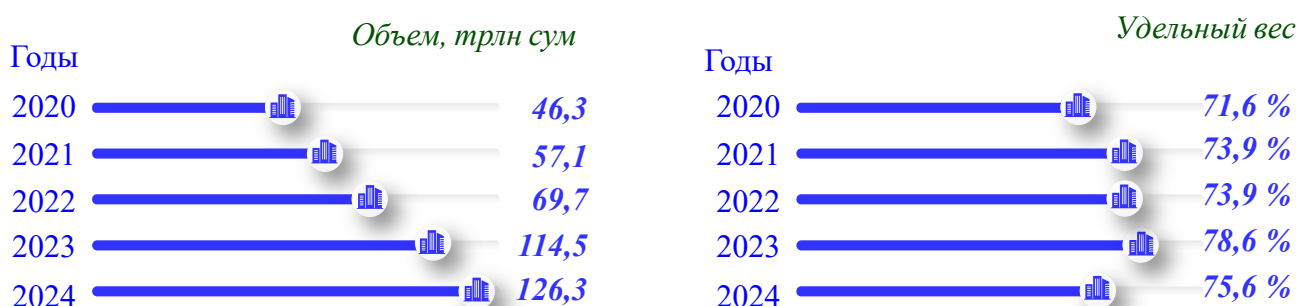 Объем, трлн сум
Годы
2020 46,3
2021 57,1
2022 69,7
2023 114,5
2024 126,3
Удельный вес
Годы
2020 71,6 %
2021 73,9 %
2022 73,9 %
2023 78,6 %
2024 75,6 %